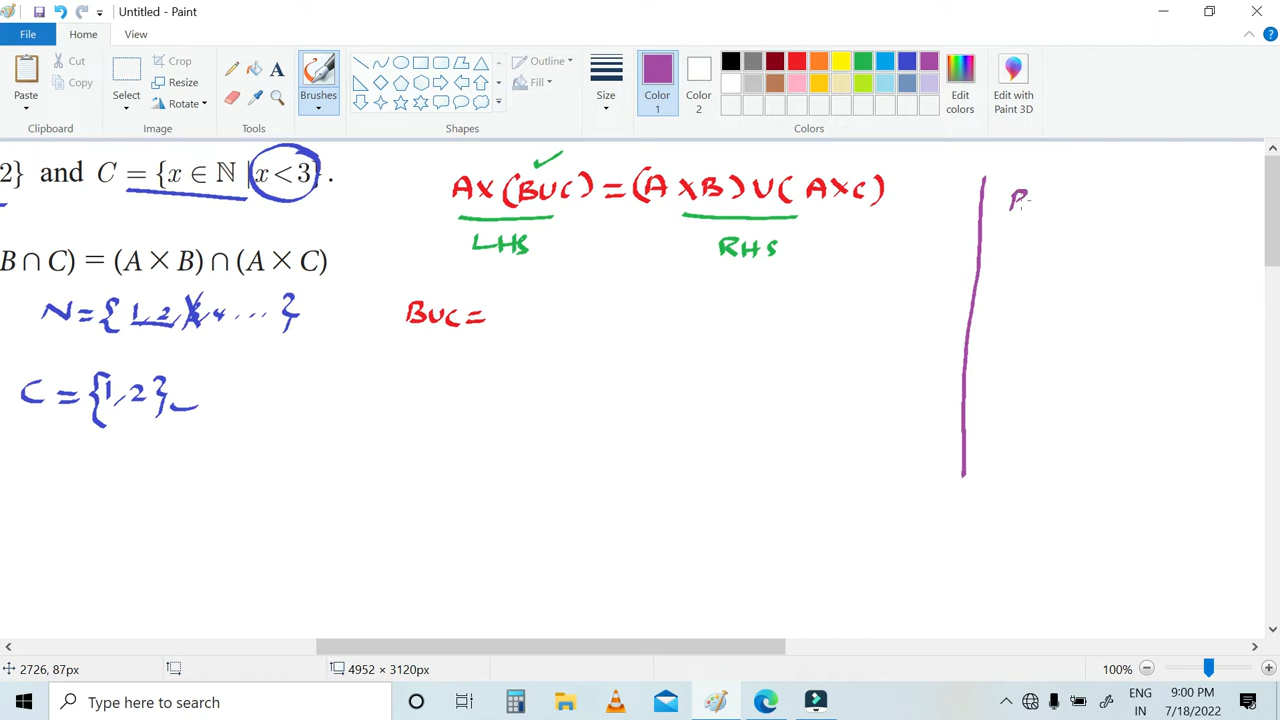 Untitled - Paint
File Home View
Paste
Cut
Copy
Clipboard
Select
Crop
Resize
Rotate
Image
Tools
Brushes
Shapes
Outline
Fill
Size
Color 1
Color 2
Edit colors
Colors
Edit with Paint 3D
2} and C = {x ∈ ℕ | x < 3} .
A×(B∪C) = (A×B)∪(A×C)
LHS RHS
B ∩ C) = (A × B) ∩ (A × C)
N = {1, 2, 3, 4 ... }
B∪C =
C = {1, 2}
2726, 87px
4952 × 3120px
100%
Type here to search
ENG
IN
9:00 PM
7/18/2022